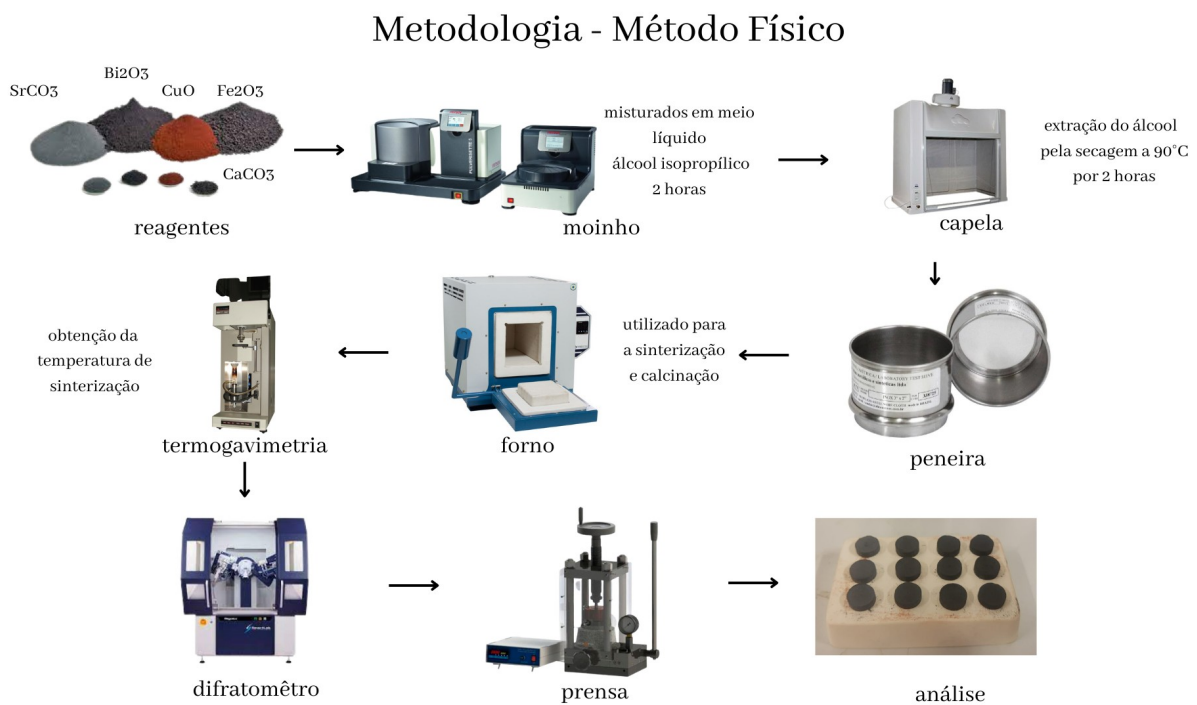 Metodologia - Método Físico
SrCO3
Bi2O3
CuO
Fe2O3
CaCO3
reagentes
misturados em meio
líquido
álcool isopropílico
2 horas
moinho
extração do álcool
pela secagem a 90°C
por 2 horas
capela
peneira
utilizado para
a sinterização
e calcinação
forno
obtenção da
temperatura de
sinterização
termogavimetria
difratomêtro
prensa
análise